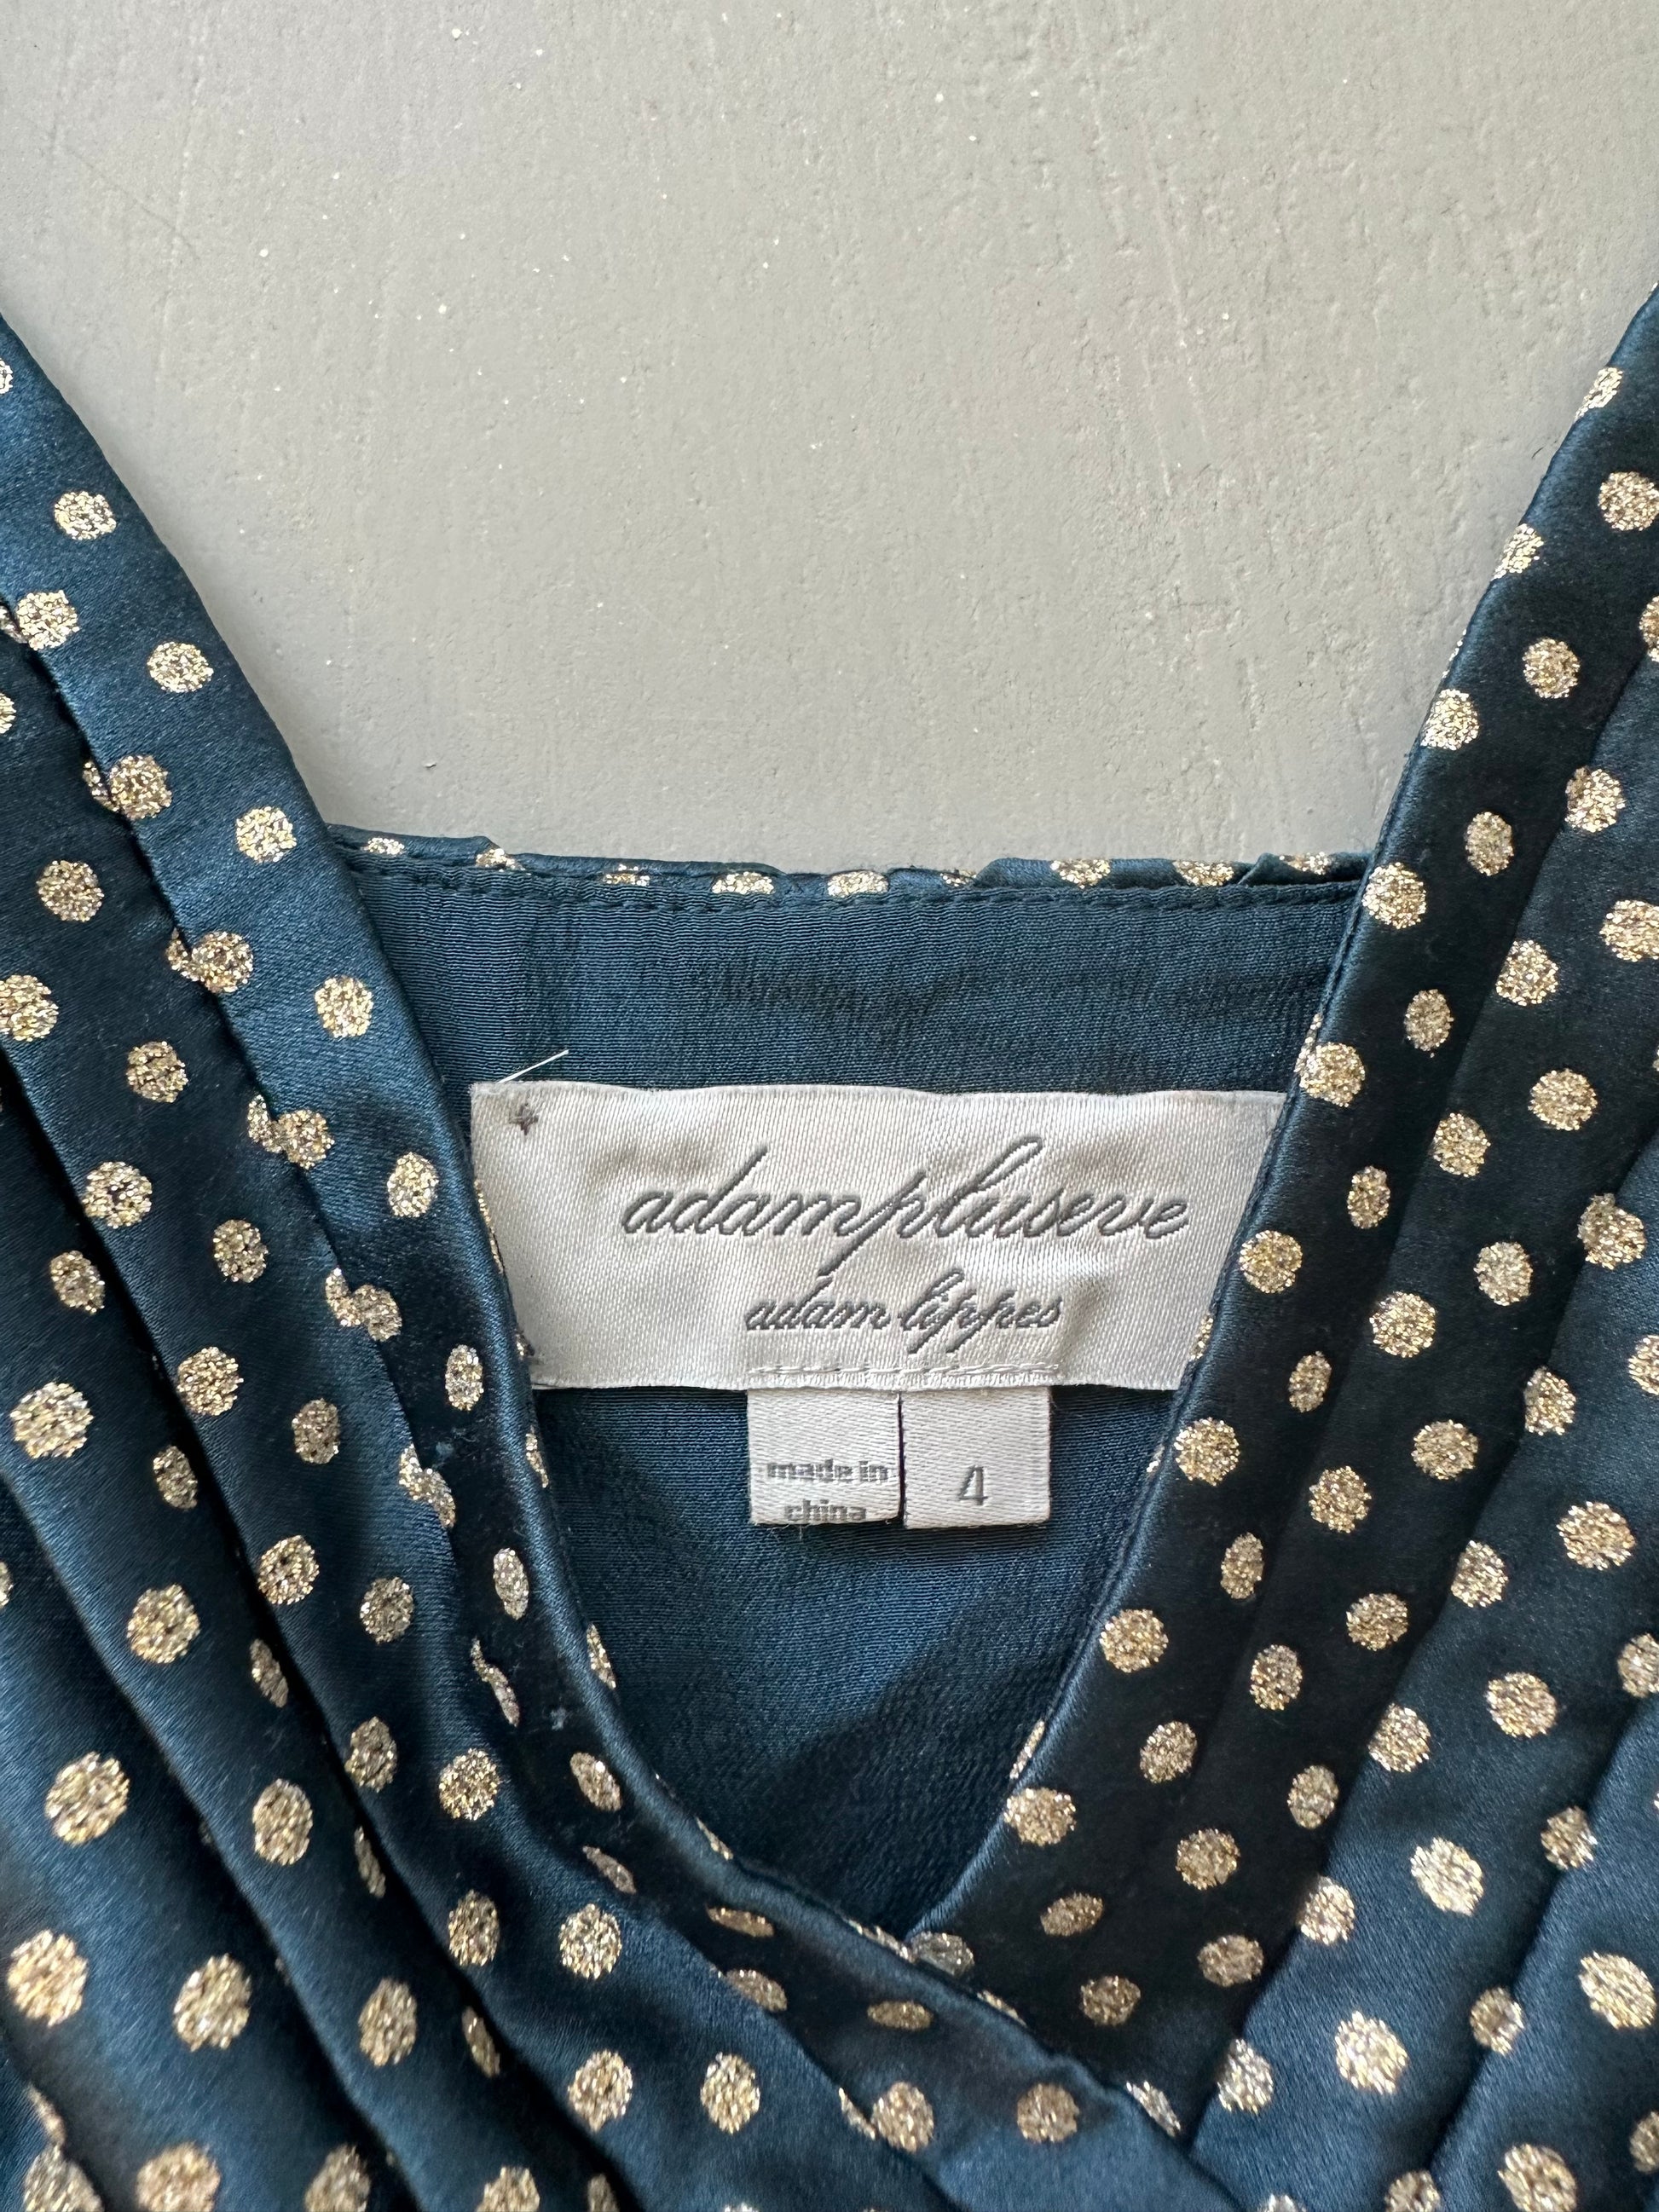 adampluseve
adam lippes
made in
china
4